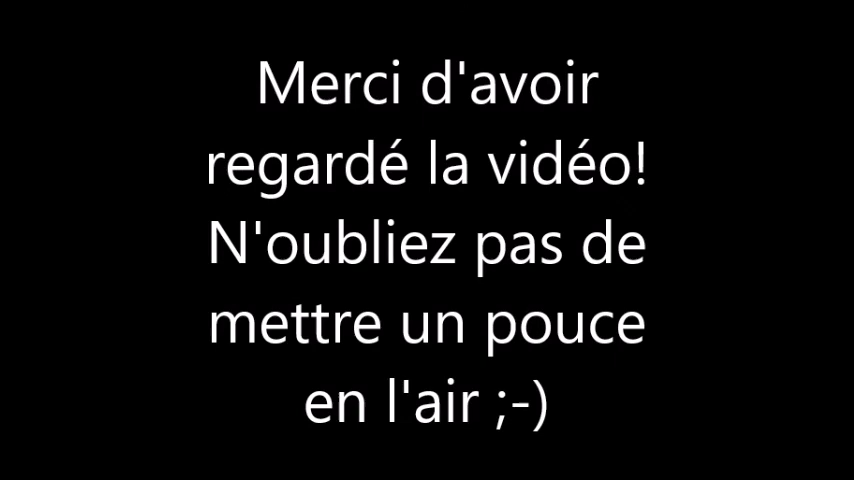 Merci d'avoir
regardé la vidéo!
N'oubliez pas de
mettre un pouce
en l'air ;-)